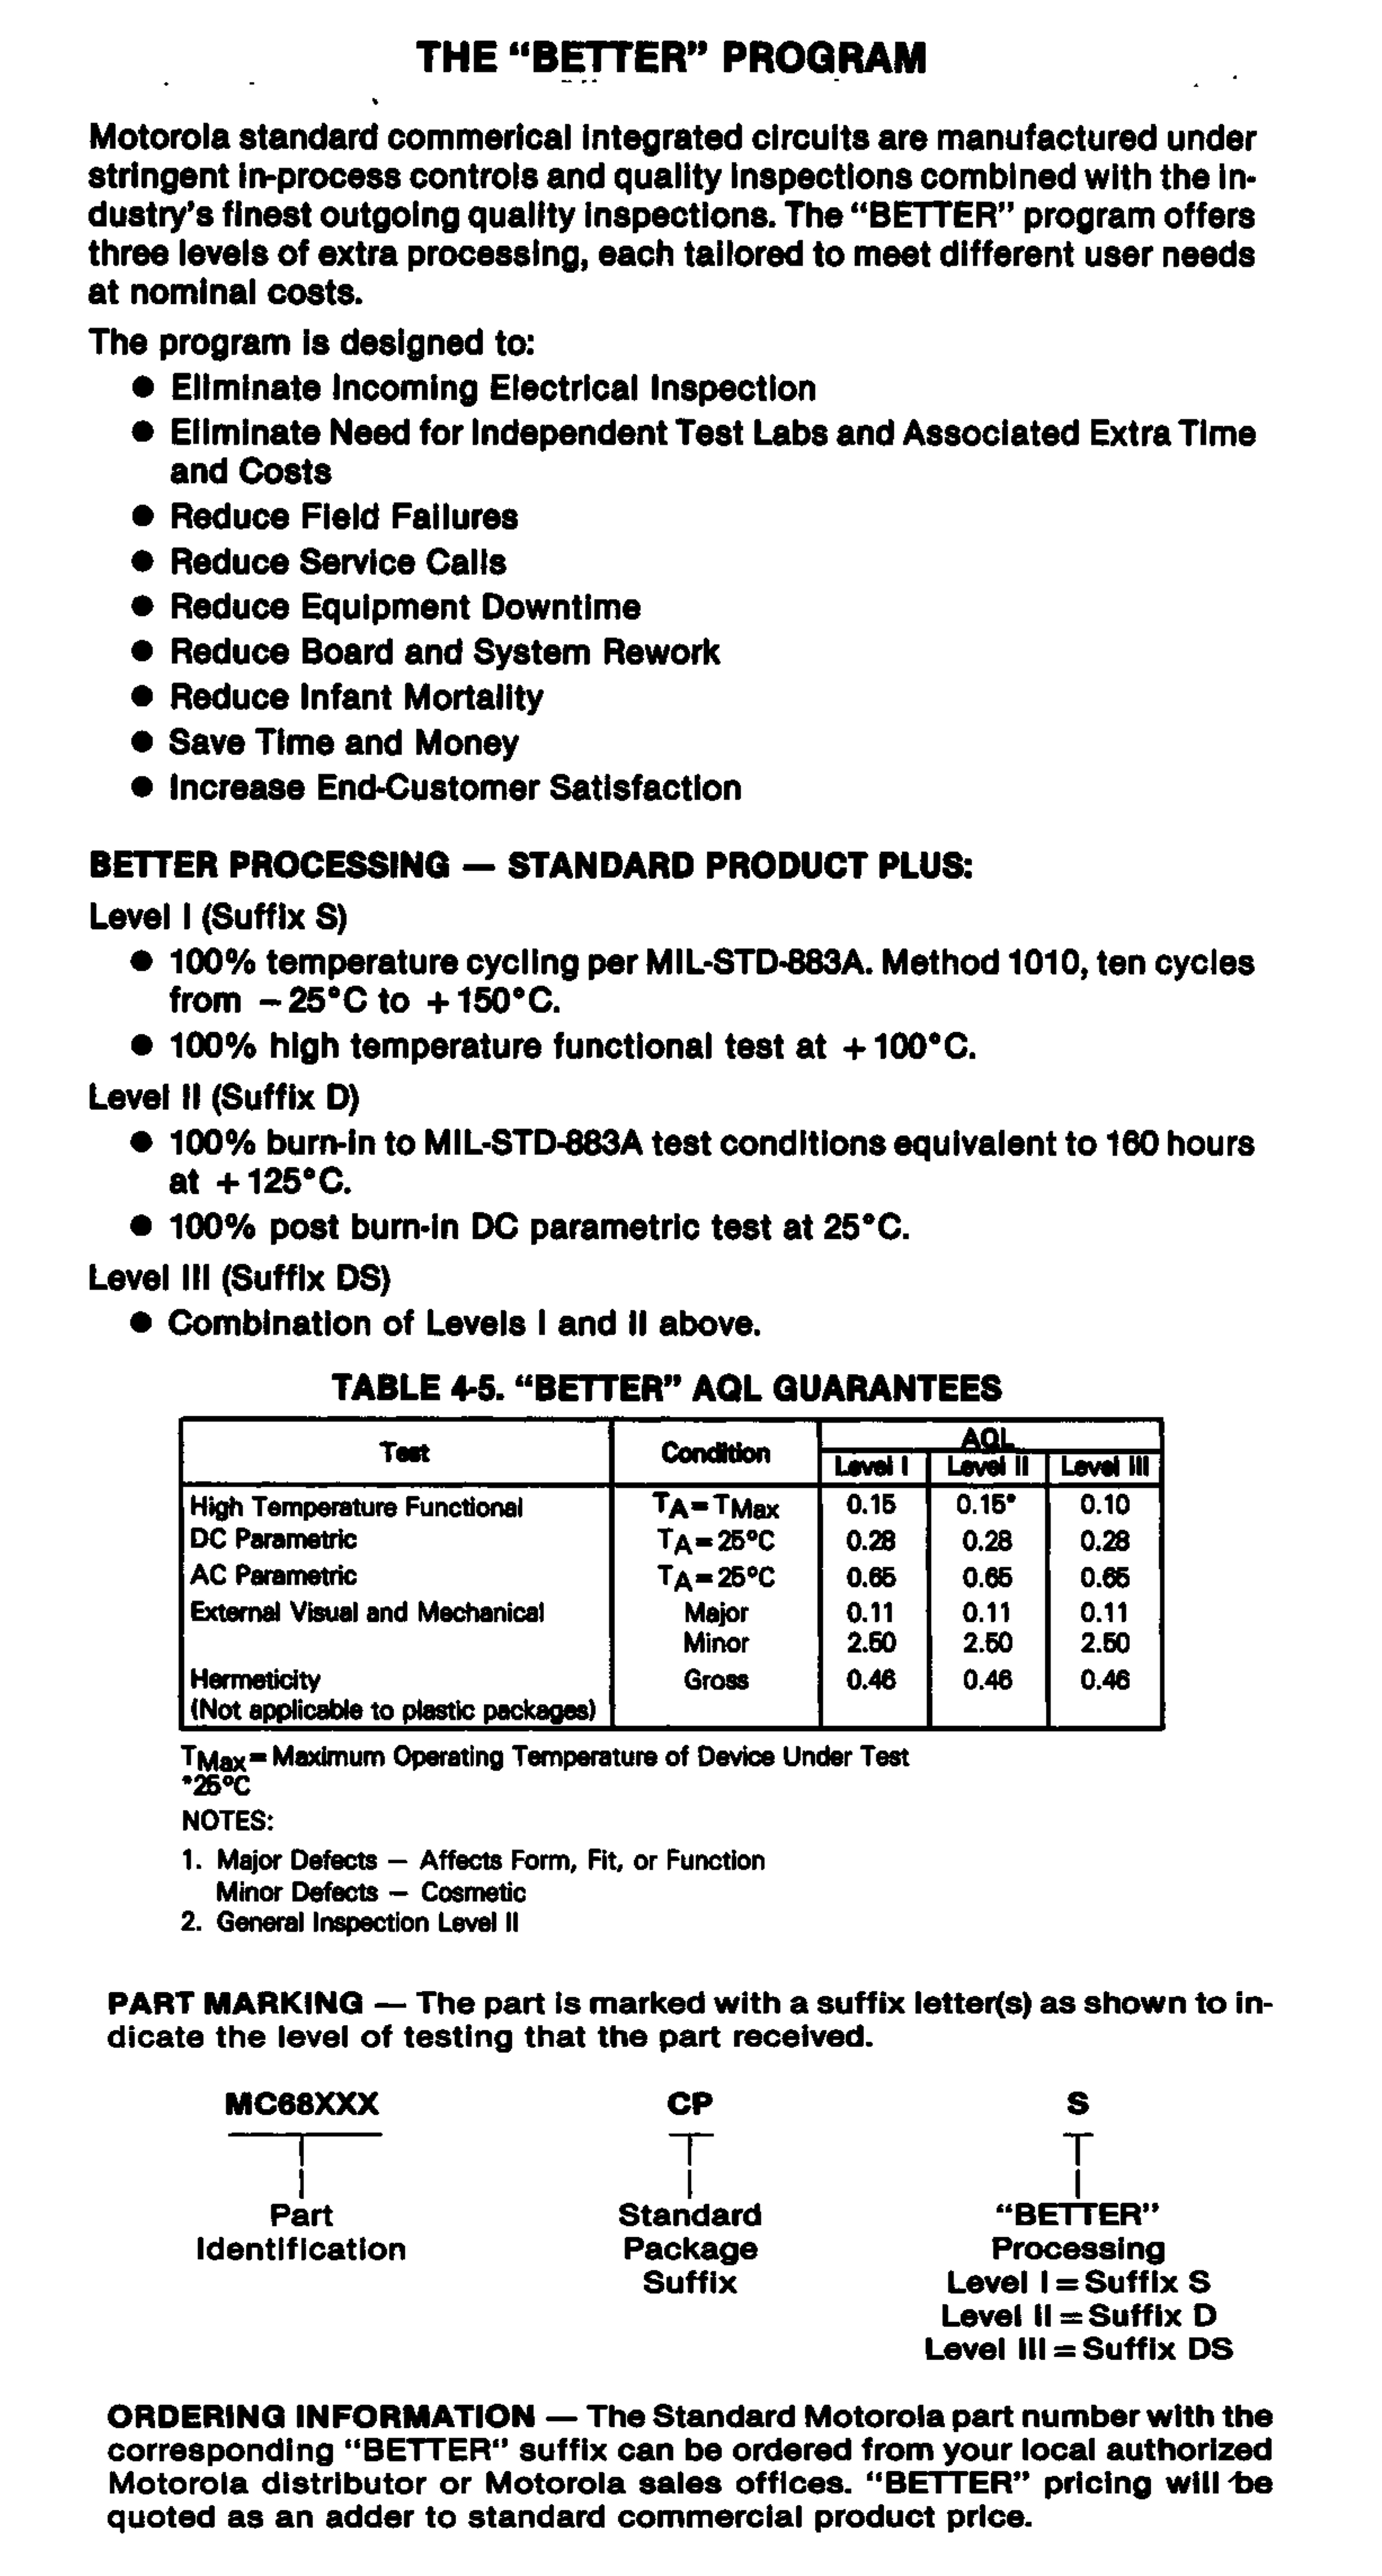 THE “BETTER” PROGRAM
Motorola standard commerical integrated circuits are manufactured under
stringent in-process controls and quality inspections combined with the in-
dustry's finest outgoing quality inspections. The “BETTER” program offers
three levels of extra processing, each tailored to meet different user needs
at nominal costs.
The program is designed to:
● Eliminate Incoming Electrical Inspection
● Eliminate Need for Independent Test Labs and Associated Extra Time
and Costs
● Reduce Field Failures
● Reduce Service Calls
● Reduce Equipment Downtime
● Reduce Board and System Rework
● Reduce Infant Mortality
● Save Time and Money
● Increase End-Customer Satisfaction
BETTER PROCESSING — STANDARD PRODUCT PLUS:
Level I (Suffix S)
● 100% temperature cycling per MIL-STD-883A. Method 1010, ten cycles
from −25°C to +150°C.
● 100% high temperature functional test at +100°C.
Level II (Suffix D)
● 100% burn-in to MIL-STD-883A test conditions equivalent to 160 hours
at +125°C.
● 100% post burn-in DC parametric test at 25°C.
Level III (Suffix DS)
● Combination of Levels I and II above.
TABLE 4-5. “BETTER” AQL GUARANTEES
Test Condition AQL
Level I Level II Level III
High Temperature Functional TA=TMax 0.15 0.15* 0.10
DC Parametric TA=25°C 0.28 0.28 0.28
AC Parametric TA=25°C 0.65 0.65 0.65
External Visual and Mechanical Major 0.11 0.11 0.11
Minor 2.50 2.50 2.50
Hermeticity Gross 0.46 0.46 0.46
(Not applicable to plastic packages)
TMax=Maximum Operating Temperature of Device Under Test
*25°C
NOTES:
1. Major Defects — Affects Form, Fit, or Function
Minor Defects — Cosmetic
2. General Inspection Level II
PART MARKING — The part is marked with a suffix letter(s) as shown to in-
dicate the level of testing that the part received.
MC68XXX CP S
Part Standard “BETTER”
Identification Package Processing
Suffix Level I=Suffix S
Level II=Suffix D
Level III=Suffix DS
ORDERING INFORMATION — The Standard Motorola part number with the
corresponding “BETTER” suffix can be ordered from your local authorized
Motorola distributor or Motorola sales offices. “BETTER” pricing will be
quoted as an adder to standard commercial product price.